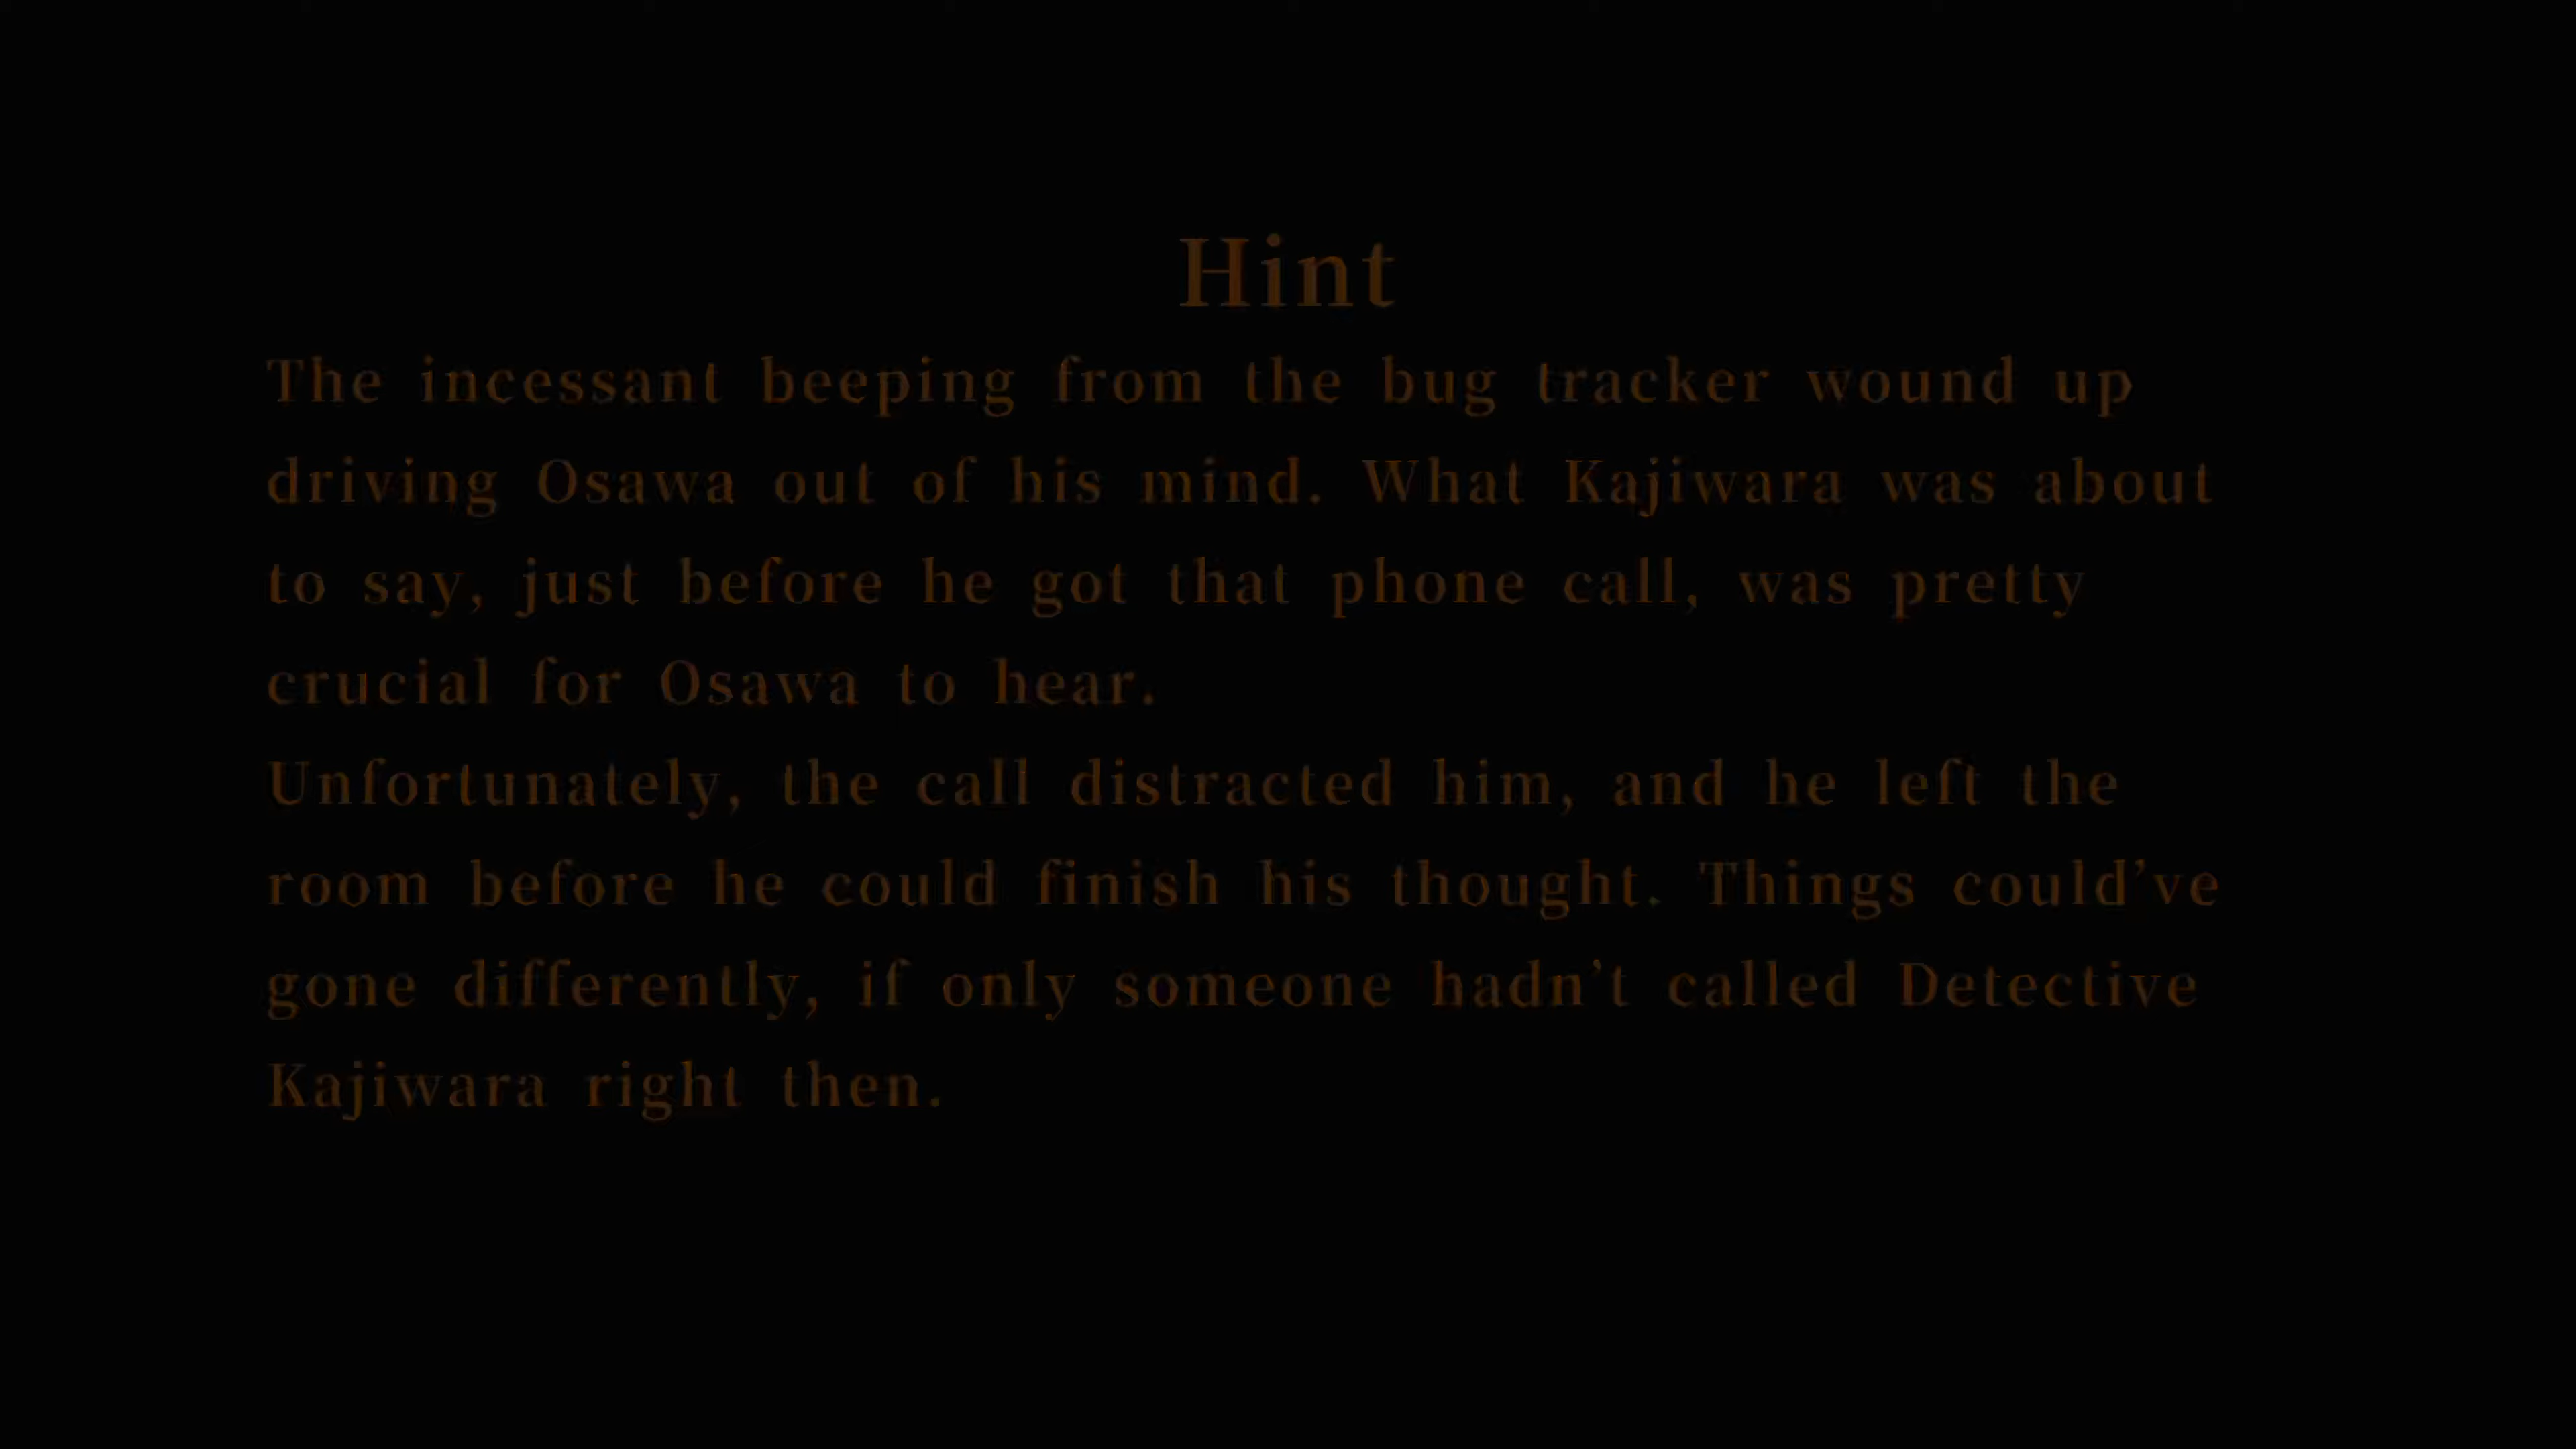 Hint
The incessant beeping from the bug tracker wound up
driving Osawa out of his mind. What Kajiwara was about
to say, just before he got that phone call, was pretty
crucial for Osawa to hear.
Unfortunately, the call distracted him, and he left the
room before he could finish his thought. Things could’ve
gone differently, if only someone hadn’t called Detective
Kajiwara right then.